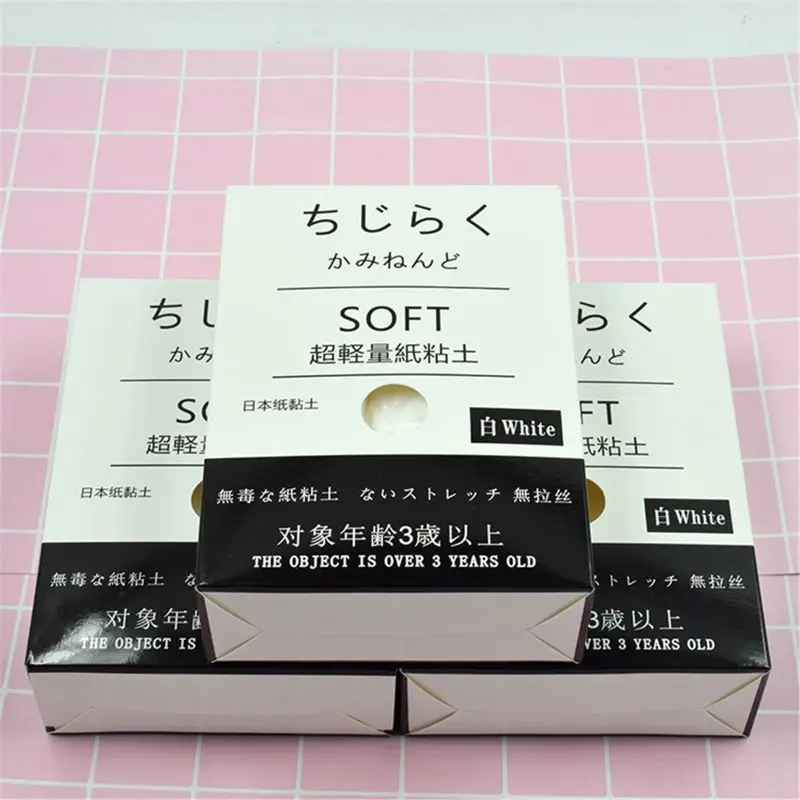 ちじらく
かみねんど
SOFT
超軽量紙粘土
日本纸黏土
白 White
無毒な紙粘土 ないストレッチ 無拉丝
对象年齢3歳以上
THE OBJECT IS OVER 3 YEARS OLD
ちじ
かみ
超軽量
日本纸黏土
無毒な紙粘土 な
对象年齢
THE OBJECT IS
らく
んど
FT
紙粘土
白 White
いストレッチ 無拉丝
3歳以上
VER 3 YEARS OLD